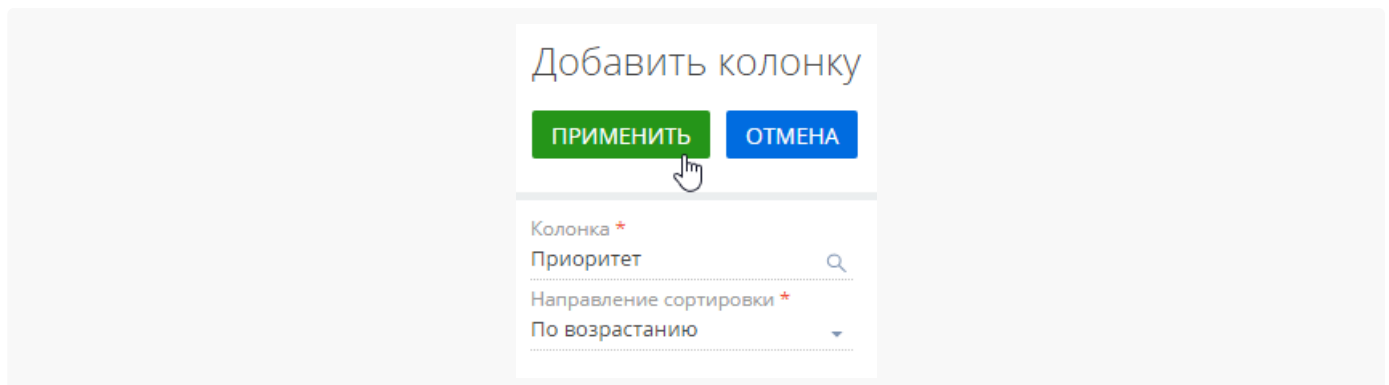 Добавить колонку
ПРИМЕНИТЬ ОТМЕНА
Колонка *
Приоритет
Направление сортировки *
По возрастанию